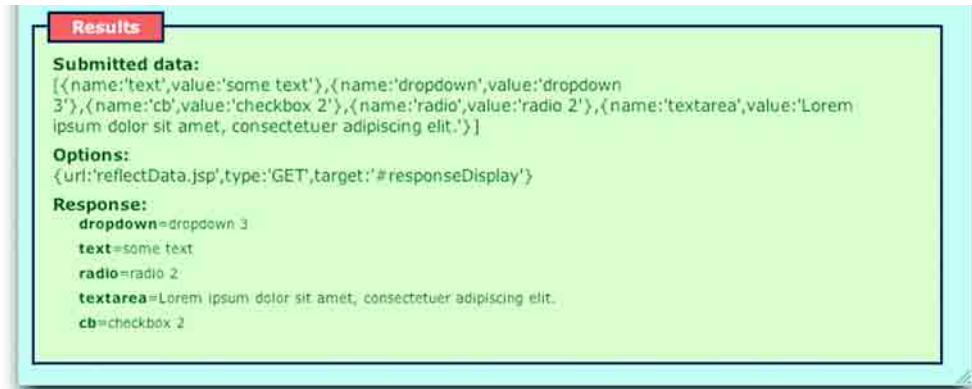 Results
Submitted data:
[{name:'text',value:'some text'},{name:'dropdown',value:'dropdown
3'},{name:'cb',value:'checkbox 2'},{name:'radio',value:'radio 2'},{name:'textarea',value:'Lorem
ipsum dolor sit amet, consectetuer adipiscing elit.'}]
Options:
{url:'reflectData.jsp',type:'GET',target:'#responseDisplay'}
Response:
dropdown=dropdown 3
text=some text
radio=radio 2
textarea=Lorem ipsum dolor sit amet, consectetuer adipiscing elit.
cb=checkbox 2